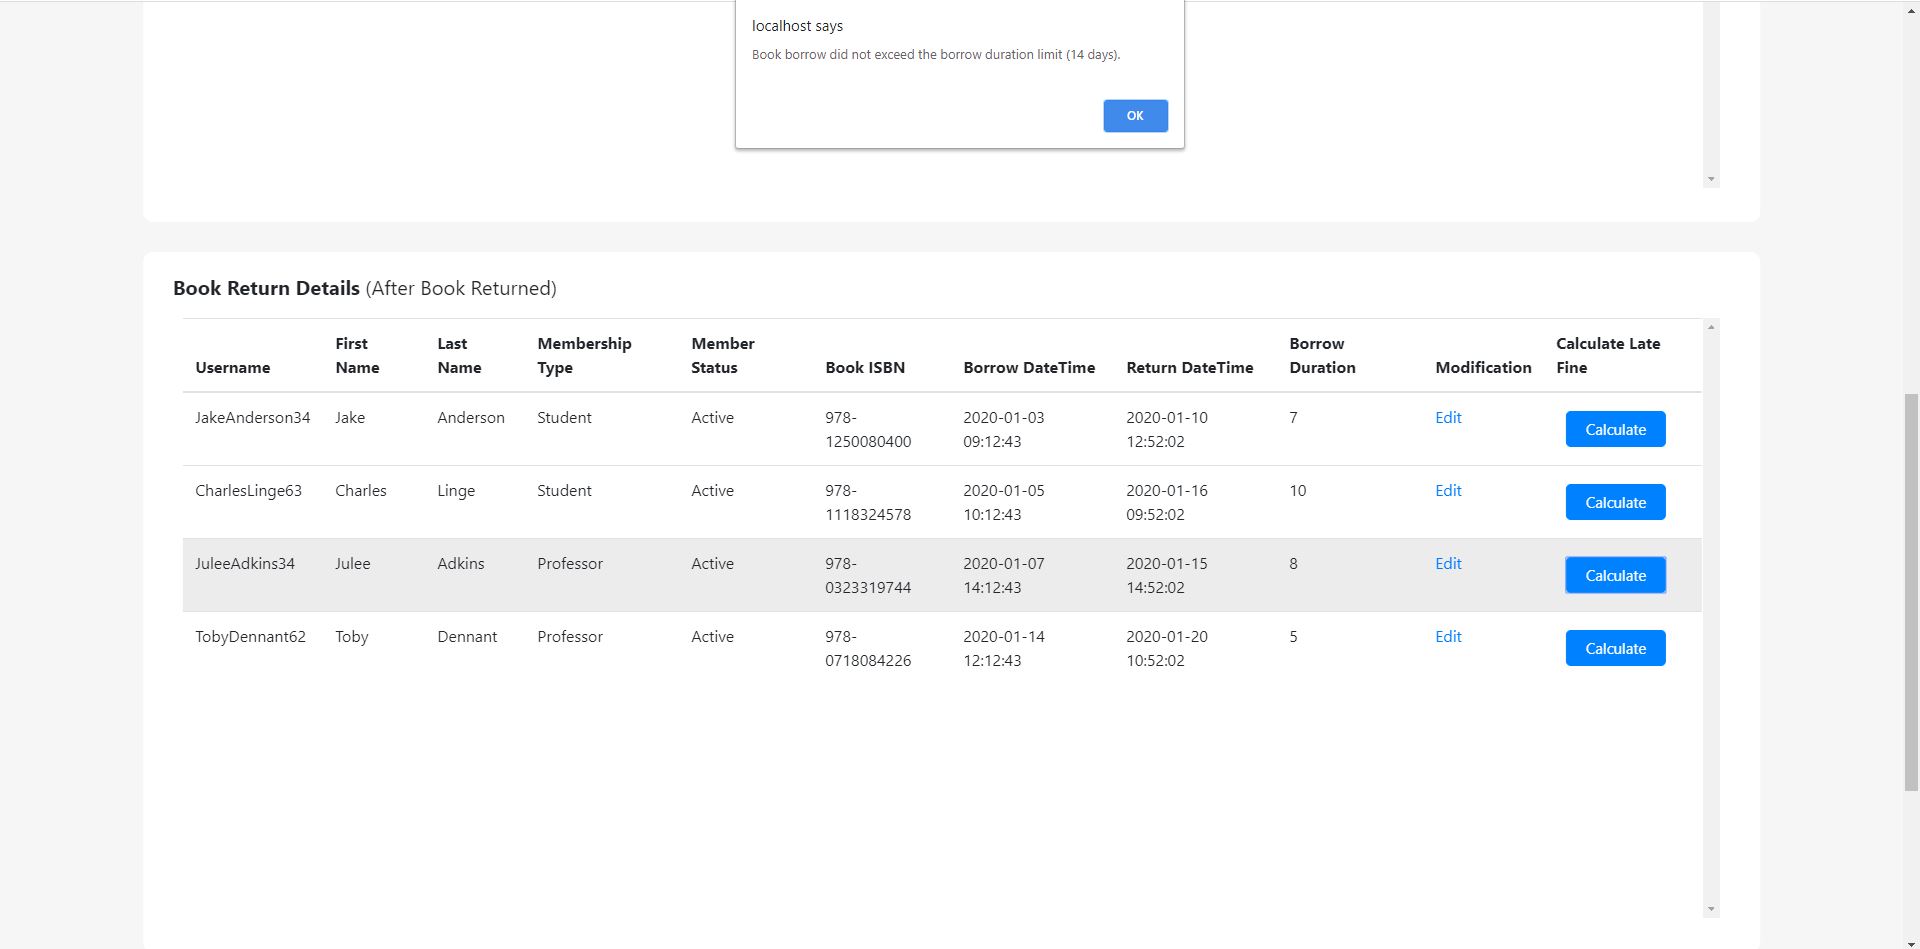 localhost says
Book borrow did not exceed the borrow duration limit (14 days).
OK
Book Return Details (After Book Returned)
Username First Name Last Name Membership Type Member Status Book ISBN Borrow DateTime Return DateTime Borrow Duration Modification Calculate Late Fine
JakeAnderson34 Jake Anderson Student Active 978- 2020-01-03 2020-01-10 7 Edit Calculate
1250080400 09:12:43 12:52:02
CharlesLinge63 Charles Linge Student Active 978- 2020-01-05 2020-01-16 10 Edit Calculate
1118324578 10:12:43 09:52:02
JuleeAdkins34 Julee Adkins Professor Active 978- 2020-01-07 2020-01-15 8 Edit Calculate
0323319744 14:12:43 14:52:02
TobyDennant62 Toby Dennant Professor Active 978- 2020-01-14 2020-01-20 5 Edit Calculate
0718084226 12:12:43 10:52:02